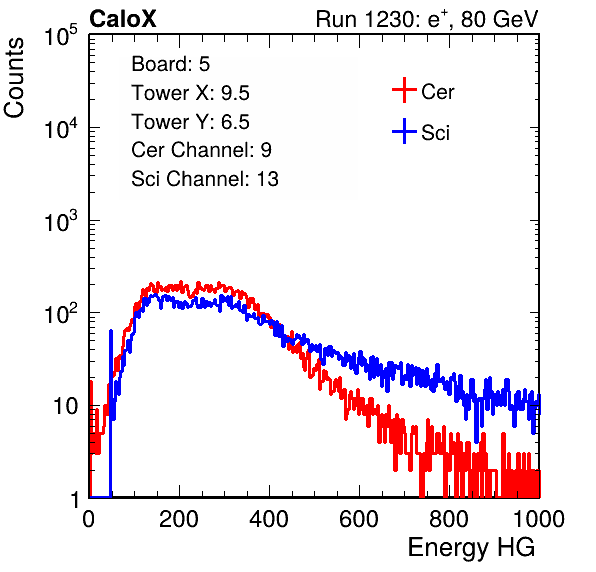 CaloX Run 1230: e⁺, 80 GeV
Counts
Board: 5
Tower X: 9.5
Tower Y: 6.5
Cer Channel: 9
Sci Channel: 13
Cer
Sci
10⁵
10⁴
10³
10²
10
1
0 200 400 600 800 1000
Energy HG